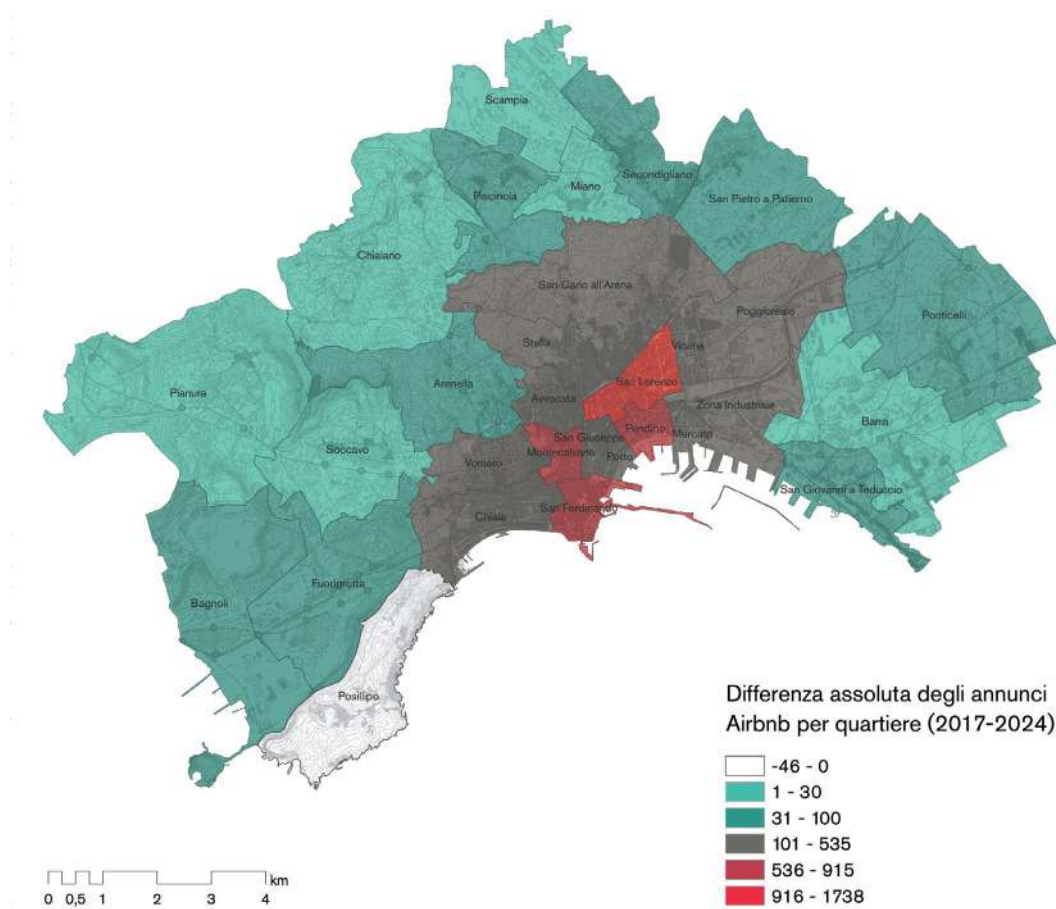 Scampia
Secondigliano
Miano
Piscinola
San Pietro a Patierno
Chiaiano
San Carlo all'Arena
Poggioreale
Ponticelli
Stella
Vicaria
Arenella
San Lorenzo
Pianura
Avvocata
Zona Industriale
Barra
Pendino
San Giuseppe
Mercato
Soccavo
Montecalvario
Porto
Vomero
San Giovanni a Teduccio
San Ferdinando
Chiaia
Fuorigrotta
Bagnoli
Posillipo
Differenza assoluta degli annunci
Airbnb per quartiere (2017-2024)
-46 - 0
1 - 30
31 - 100
101 - 535
536 - 915
916 - 1738
km
0 0,5 1 2 3 4